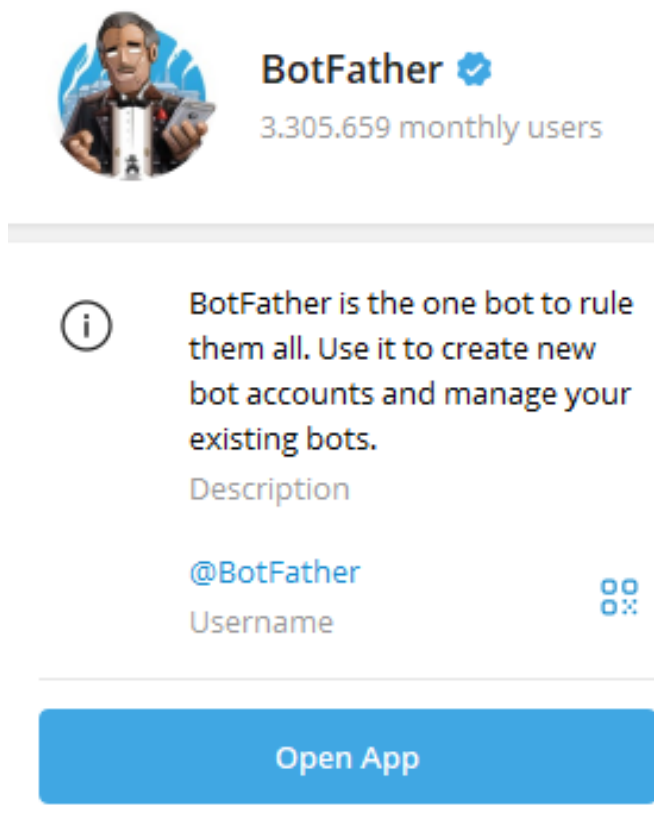 BotFather
3.305.659 monthly users
BotFather is the one bot to rule
them all. Use it to create new
bot accounts and manage your
existing bots.
Description
@BotFather
Username
Open App